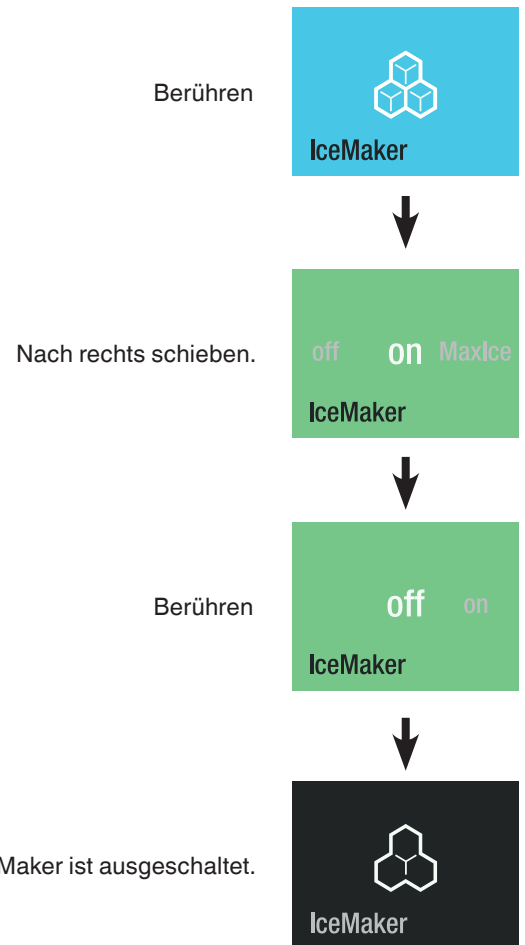 Berühren
IceMaker
Nach rechts schieben.
off on MaxIce
IceMaker
Berühren
off on
IceMaker
Maker ist ausgeschaltet.
IceMaker